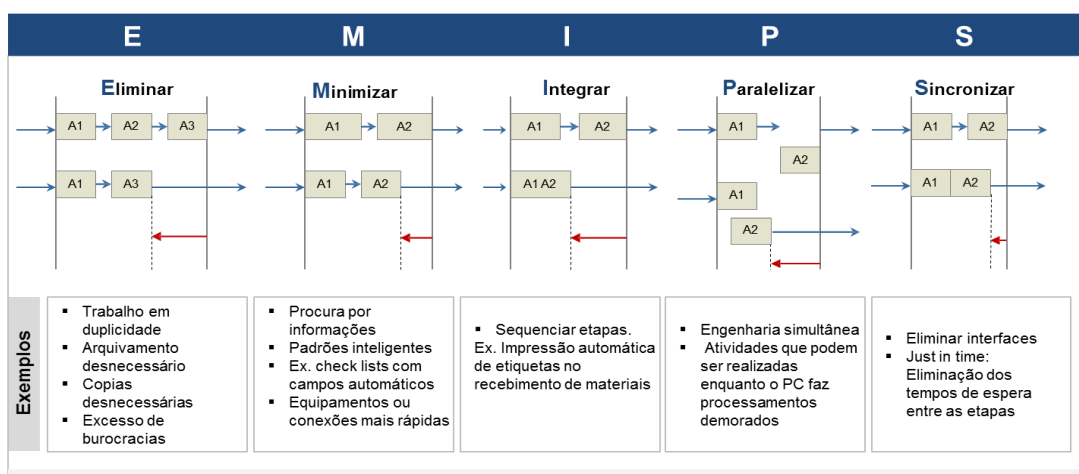 E
M
I
P
S
Eliminar
A1
A2
A3
A1
A3
Minimizar
A1
A2
A1
A2
Integrar
A1
A2
A1 A2
Paralelizar
A1
A2
A1
A2
Sincronizar
A1
A2
A1
A2
Exemplos
▪ Trabalho em
duplicidade
▪ Arquivamento
desnecessário
▪ Copias
desnecessárias
▪ Excesso de
burocracias
▪ Procura por
informações
▪ Padrões inteligentes
▪ Ex. check lists com
campos automáticos
▪ Equipamentos ou
conexões mais rápidas
▪ Sequenciar etapas.
Ex. Impressão automática
de etiquetas no
recebimento de materiais
▪ Engenharia simultânea
▪ Atividades que podem
ser realizadas
enquanto o PC faz
processamentos
demorados
▪ Eliminar interfaces
▪ Just in time:
Eliminação dos
tempos de espera
entre as etapas